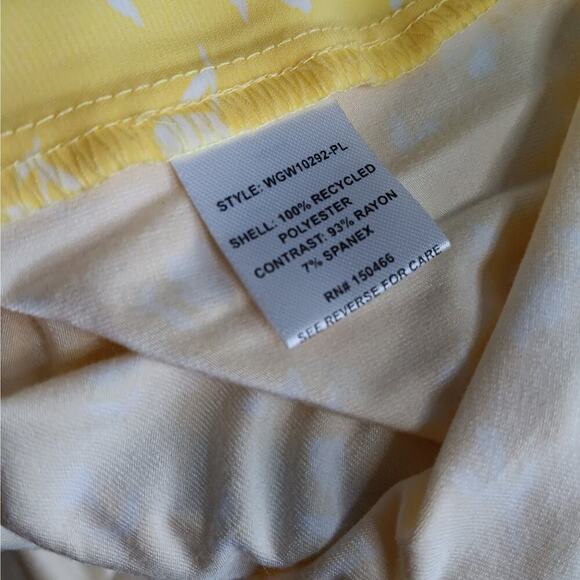 STYLE: WGW10292-PL
SHELL: 100% RECYCLED
POLYESTER
CONTRAST: 93% RAYON
7% SPANEX
RN# 150466
SEE REVERSE FOR CARE